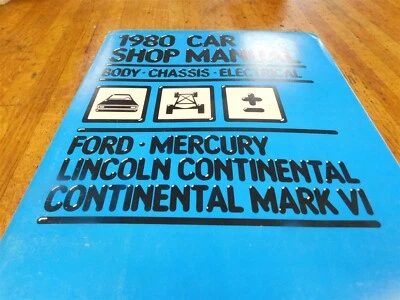 1980 CAR
SHOP MANUAL
BODY · CHASSIS · ELECTRICAL
FORD · MERCURY
LINCOLN CONTINENTAL
CONTINENTAL MARK VI